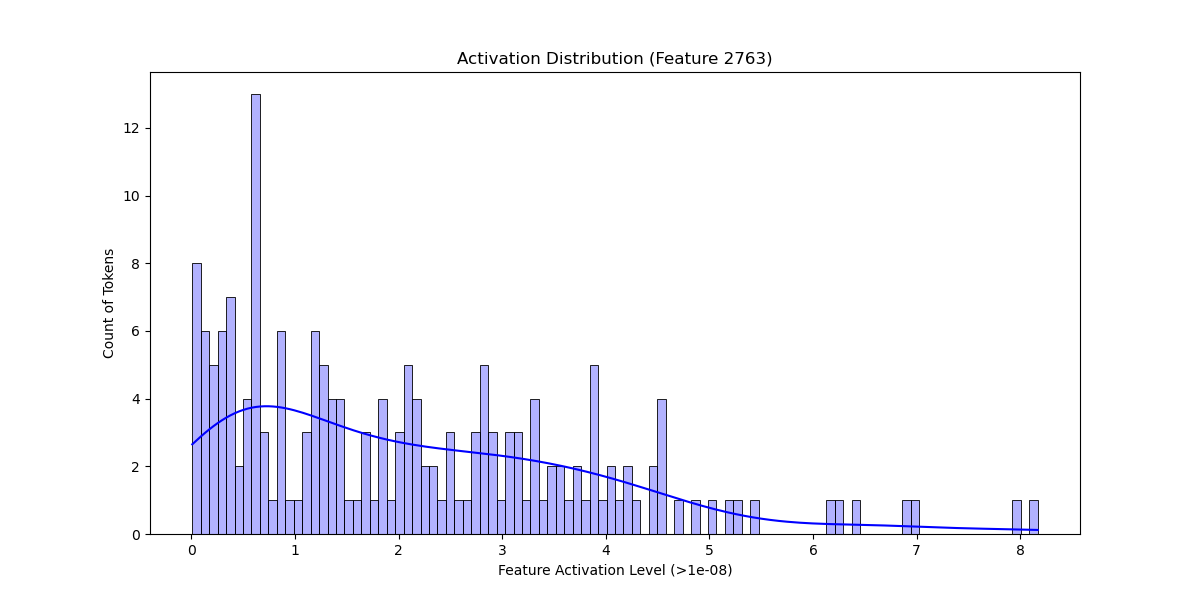 Activation Distribution (Feature 2763)
Count of Tokens
12
10
8
6
4
2
0
0 1 2 3 4 5 6 7 8
Feature Activation Level (>1e-08)